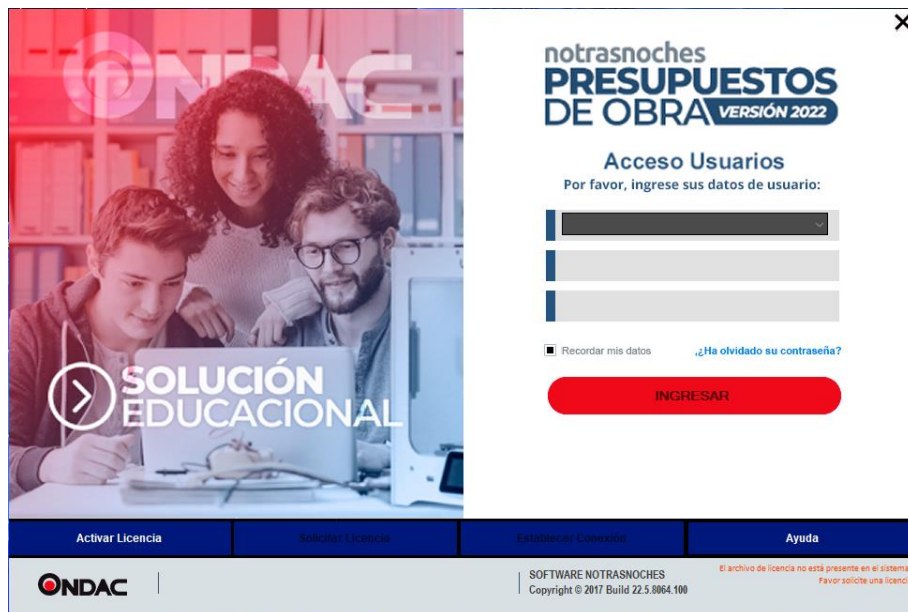 ONDAC
SOLUCIÓN
EDUCACIONAL
notrasnoches
PRESUPUESTOS
DE OBRA VERSIÓN 2022
Acceso Usuarios
Por favor, ingrese sus datos de usuario:
Recordar mis datos ,¿Ha olvidado su contraseña?
INGRESAR
Activar Licencia Solicitar Licencia Establecer Conexión Ayuda
ONDAC
SOFTWARE NOTRASNOCHES
Copyright © 2017 Build 22.5.8064.100
El archivo de licencia no está presente en el sistema
Favor solicite una licenci